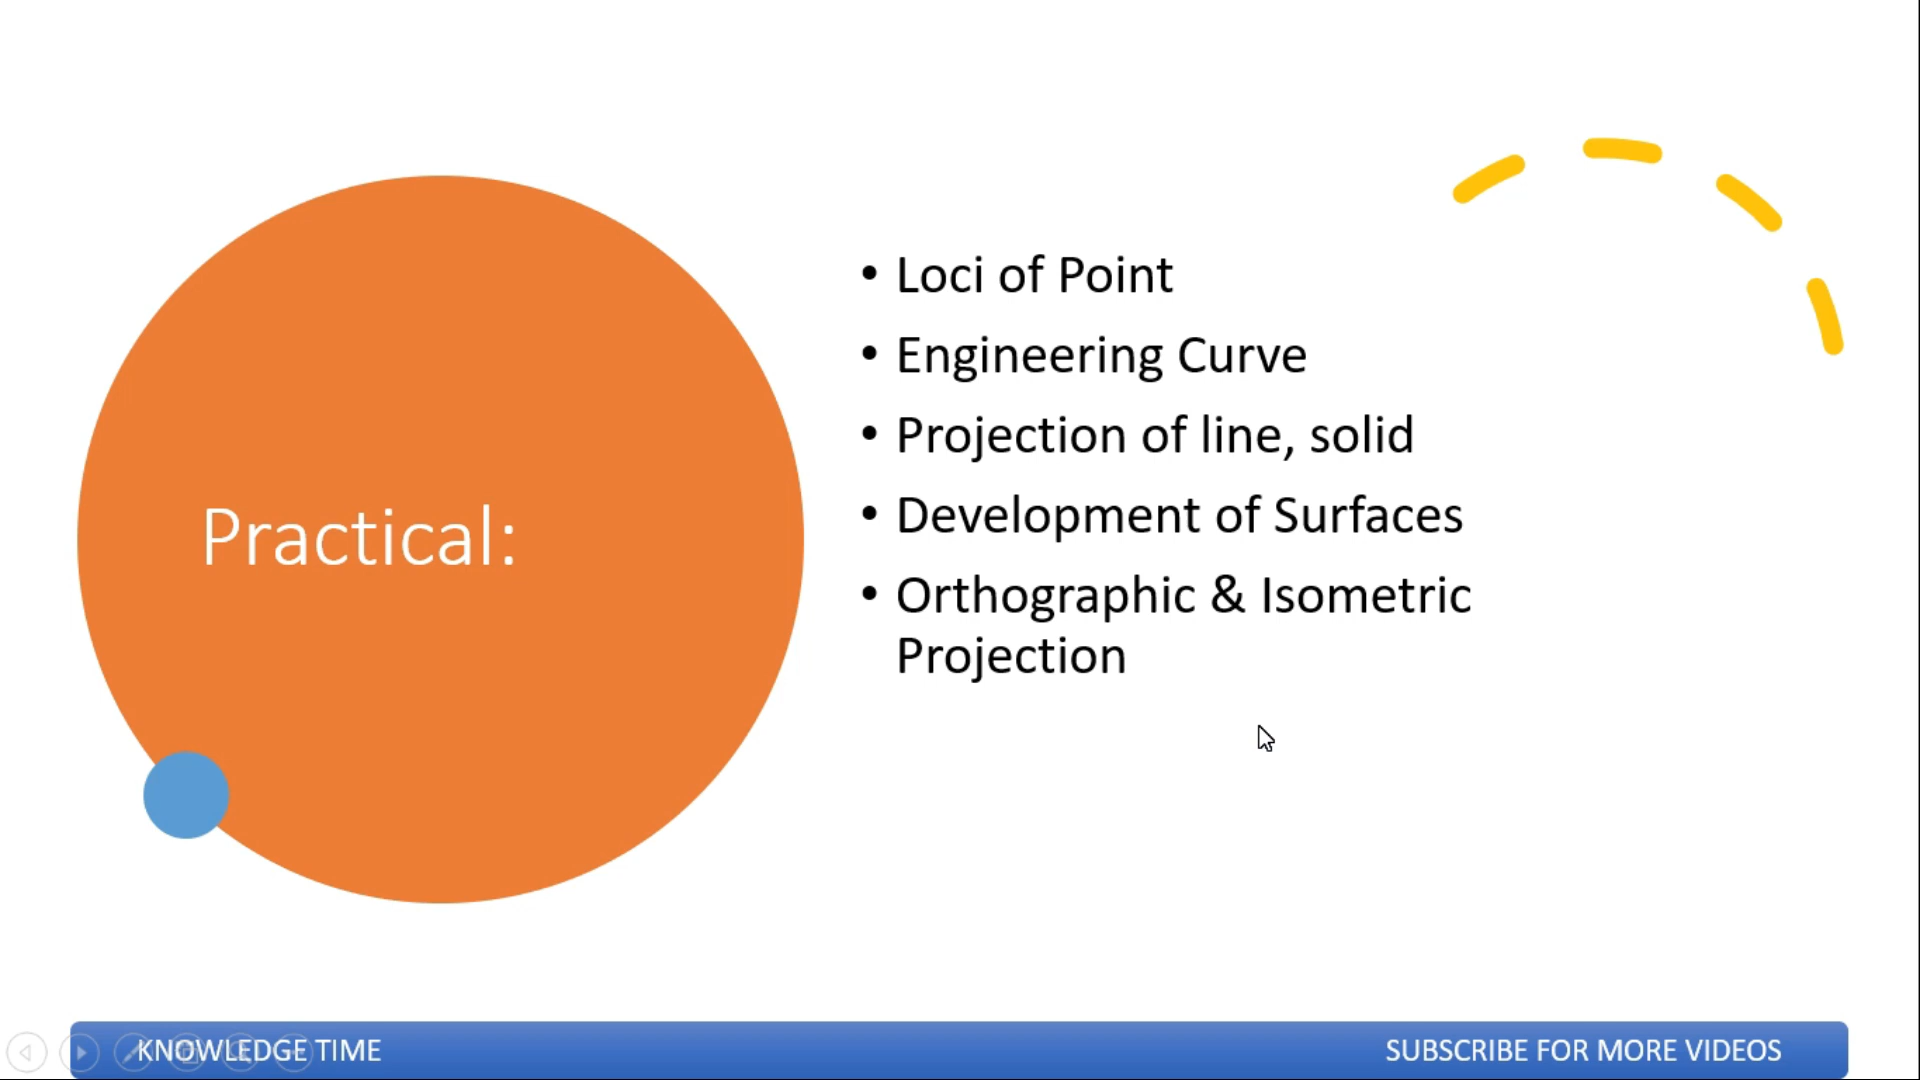 Practical:
• Loci of Point
• Engineering Curve
• Projection of line, solid
• Development of Surfaces
• Orthographic & Isometric
Projection
KNOWLEDGE TIME
SUBSCRIBE FOR MORE VIDEOS